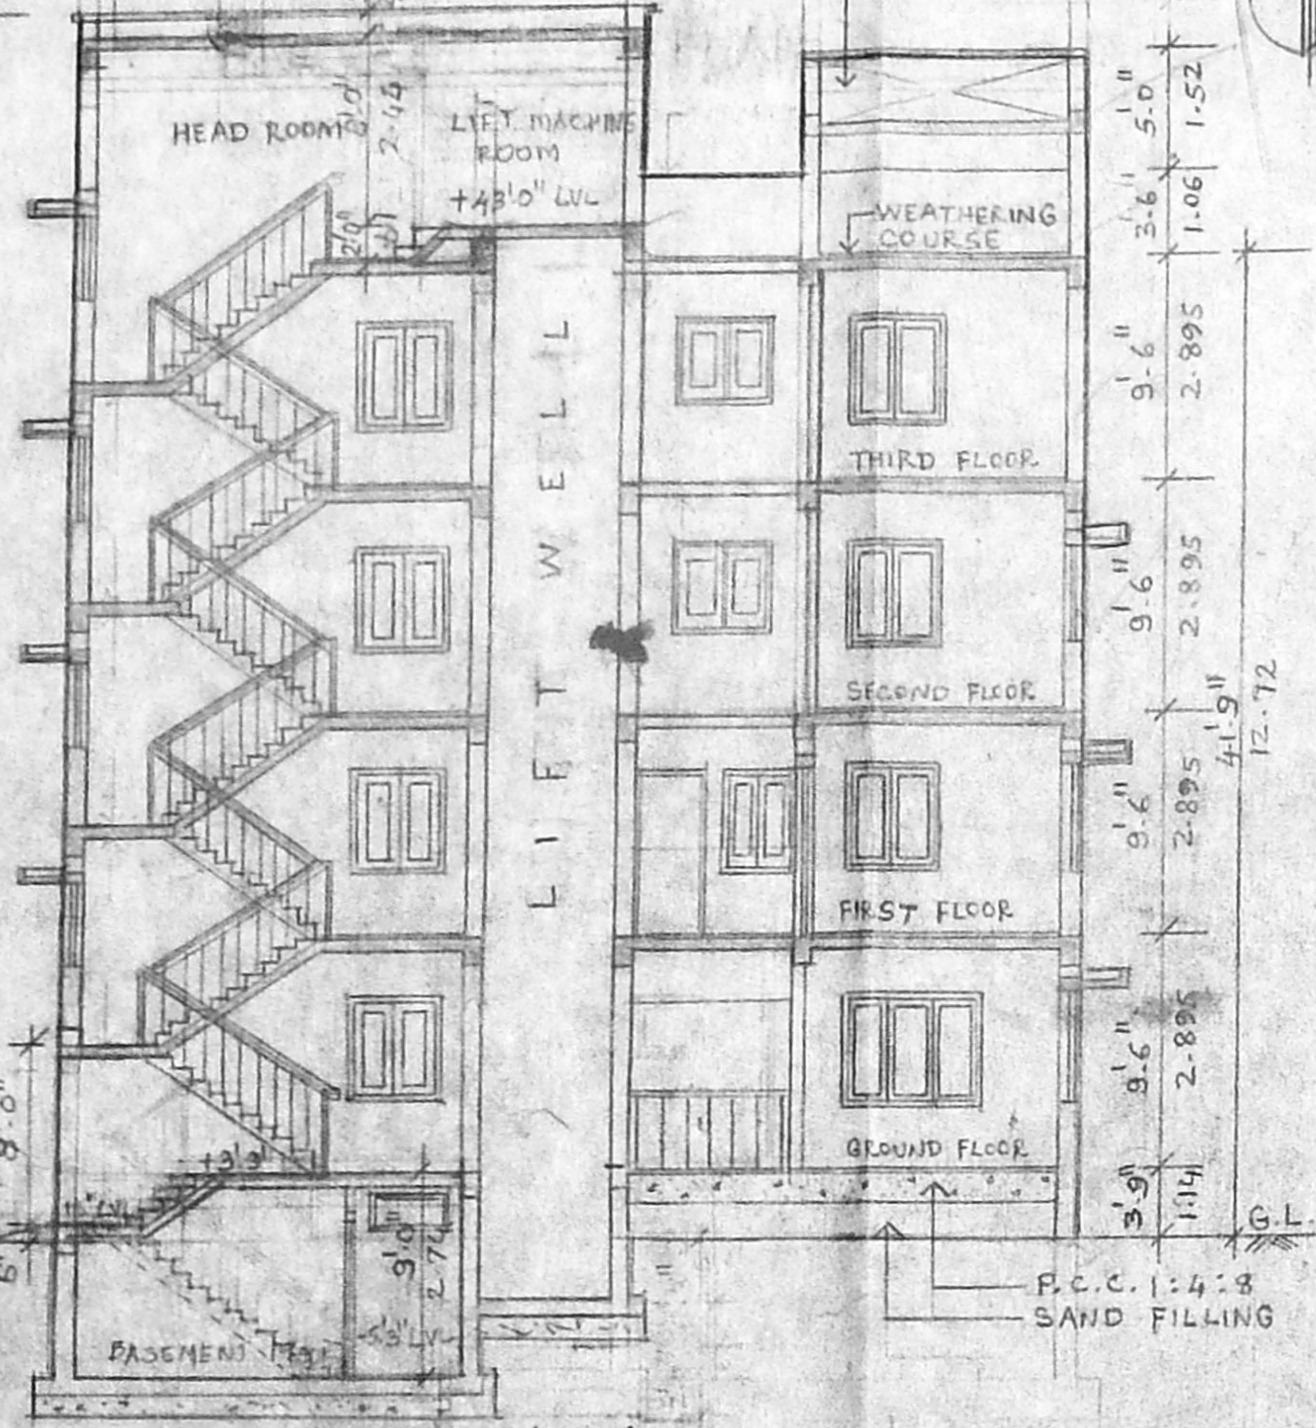 HEAD ROOM
2.44
LIFT MACHINE
ROOM
+43'0" LVL
2'0"
WEATHERING
COURSE
5'.0"
1.52
3'.6"
1.06
9'.6"
2.895
THIRD FLOOR
9'.6"
2.895
SECOND FLOOR
41'.9"
12.72
9'.6"
2.895
FIRST FLOOR
LIFT WELL
9'.6"
2.895
GROUND FLOOR
+3'9"
3'.9"
1.14
G.L.
9'.0"
2.74
P.C.C. 1:4:8
SAND FILLING
-5'3" LVL
BASEMENT